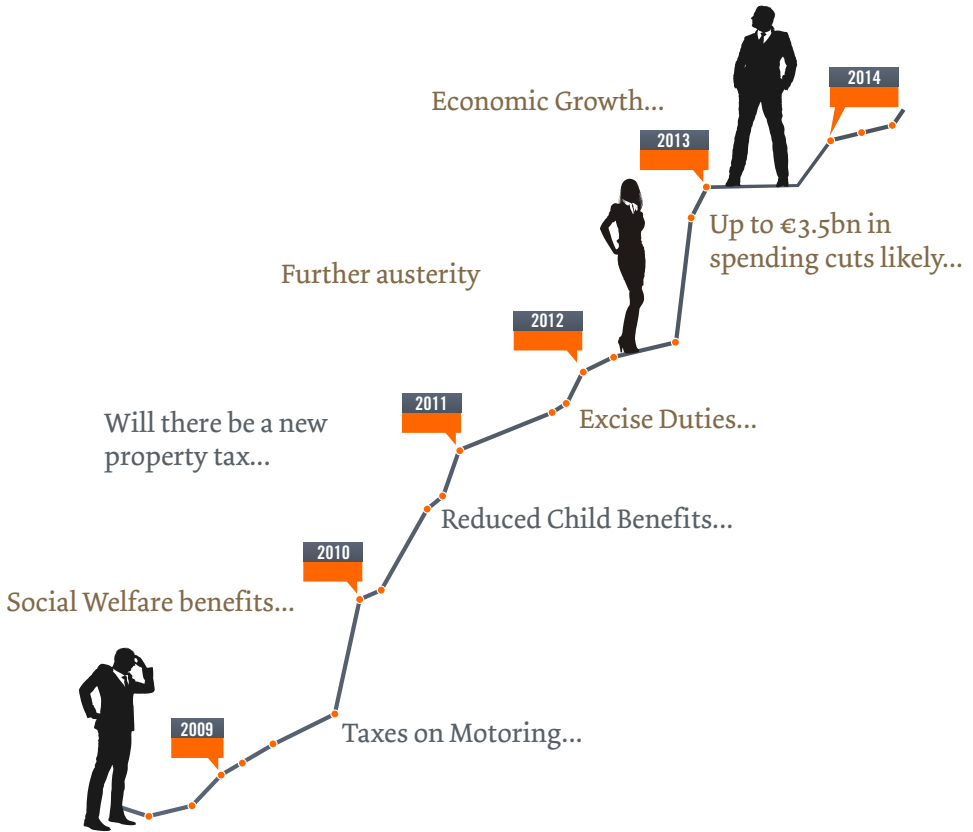 2014
Economic Growth...
2013
Up to €3.5bn in
spending cuts likely...
Further austerity
2012
2011
Will there be a new
property tax...
Excise Duties...
Reduced Child Benefits...
2010
Social Welfare benefits...
2009
Taxes on Motoring...